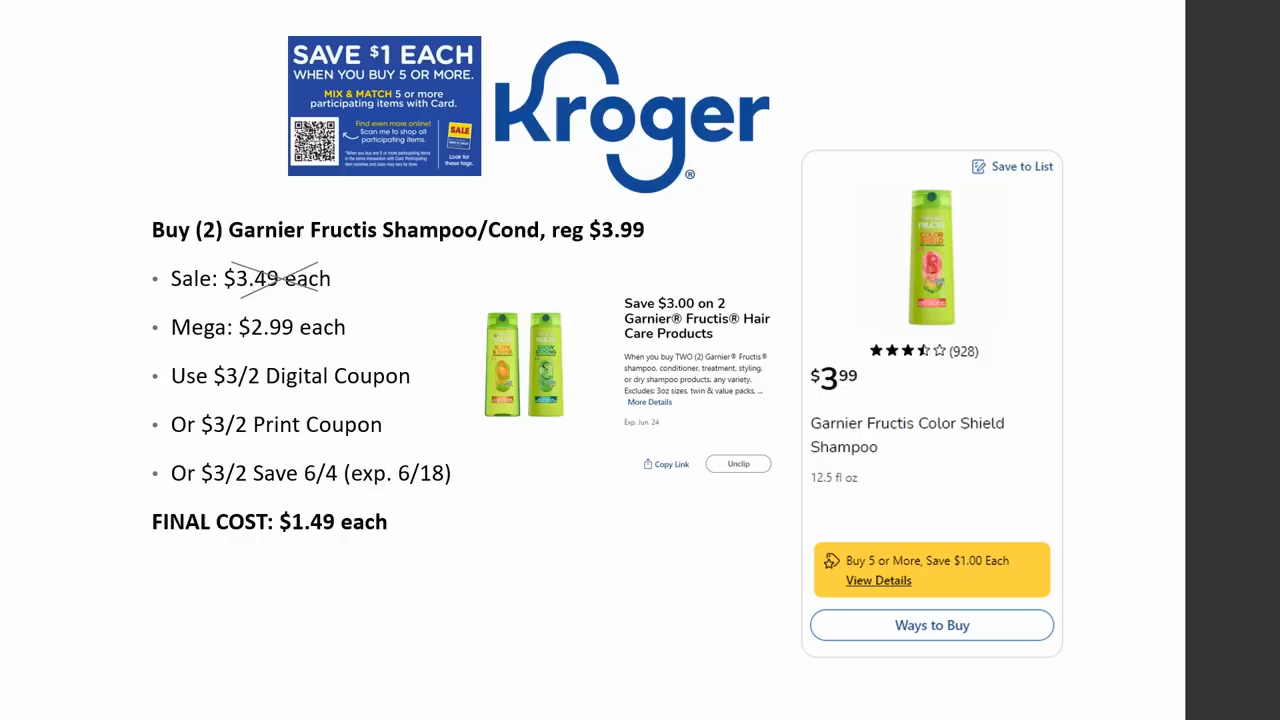 SAVE $1 EACH
WHEN YOU BUY 5 OR MORE.
MIX & MATCH 5 or more
participating items with Card.
Find even more online!
Scan me to shop all
participating items.
SALE
Look for
these tags.
Kroger®
Save to List
Buy (2) Garnier Fructis Shampoo/Cond, reg $3.99
• Sale: $3.49 each
• Mega: $2.99 each
• Use $3/2 Digital Coupon
• Or $3/2 Print Coupon
• Or $3/2 Save 6/4 (exp. 6/18)
FINAL COST: $1.49 each
Save $3.00 on 2
Garnier® Fructis® Hair
Care Products
When you buy TWO (2) Garnier® Fructis®
shampoo, conditioner, treatment, styling,
or dry shampoo products, any variety.
Excludes: 3oz sizes, twin & value packs, ...
More Details
Exp. Jun. 24
Copy Link
Unclip
FRUCTIS
COLOR
SHIELD
(928)
$3 99
Garnier Fructis Color Shield
Shampoo
12.5 fl oz
Buy 5 or More, Save $1.00 Each
View Details
Ways to Buy